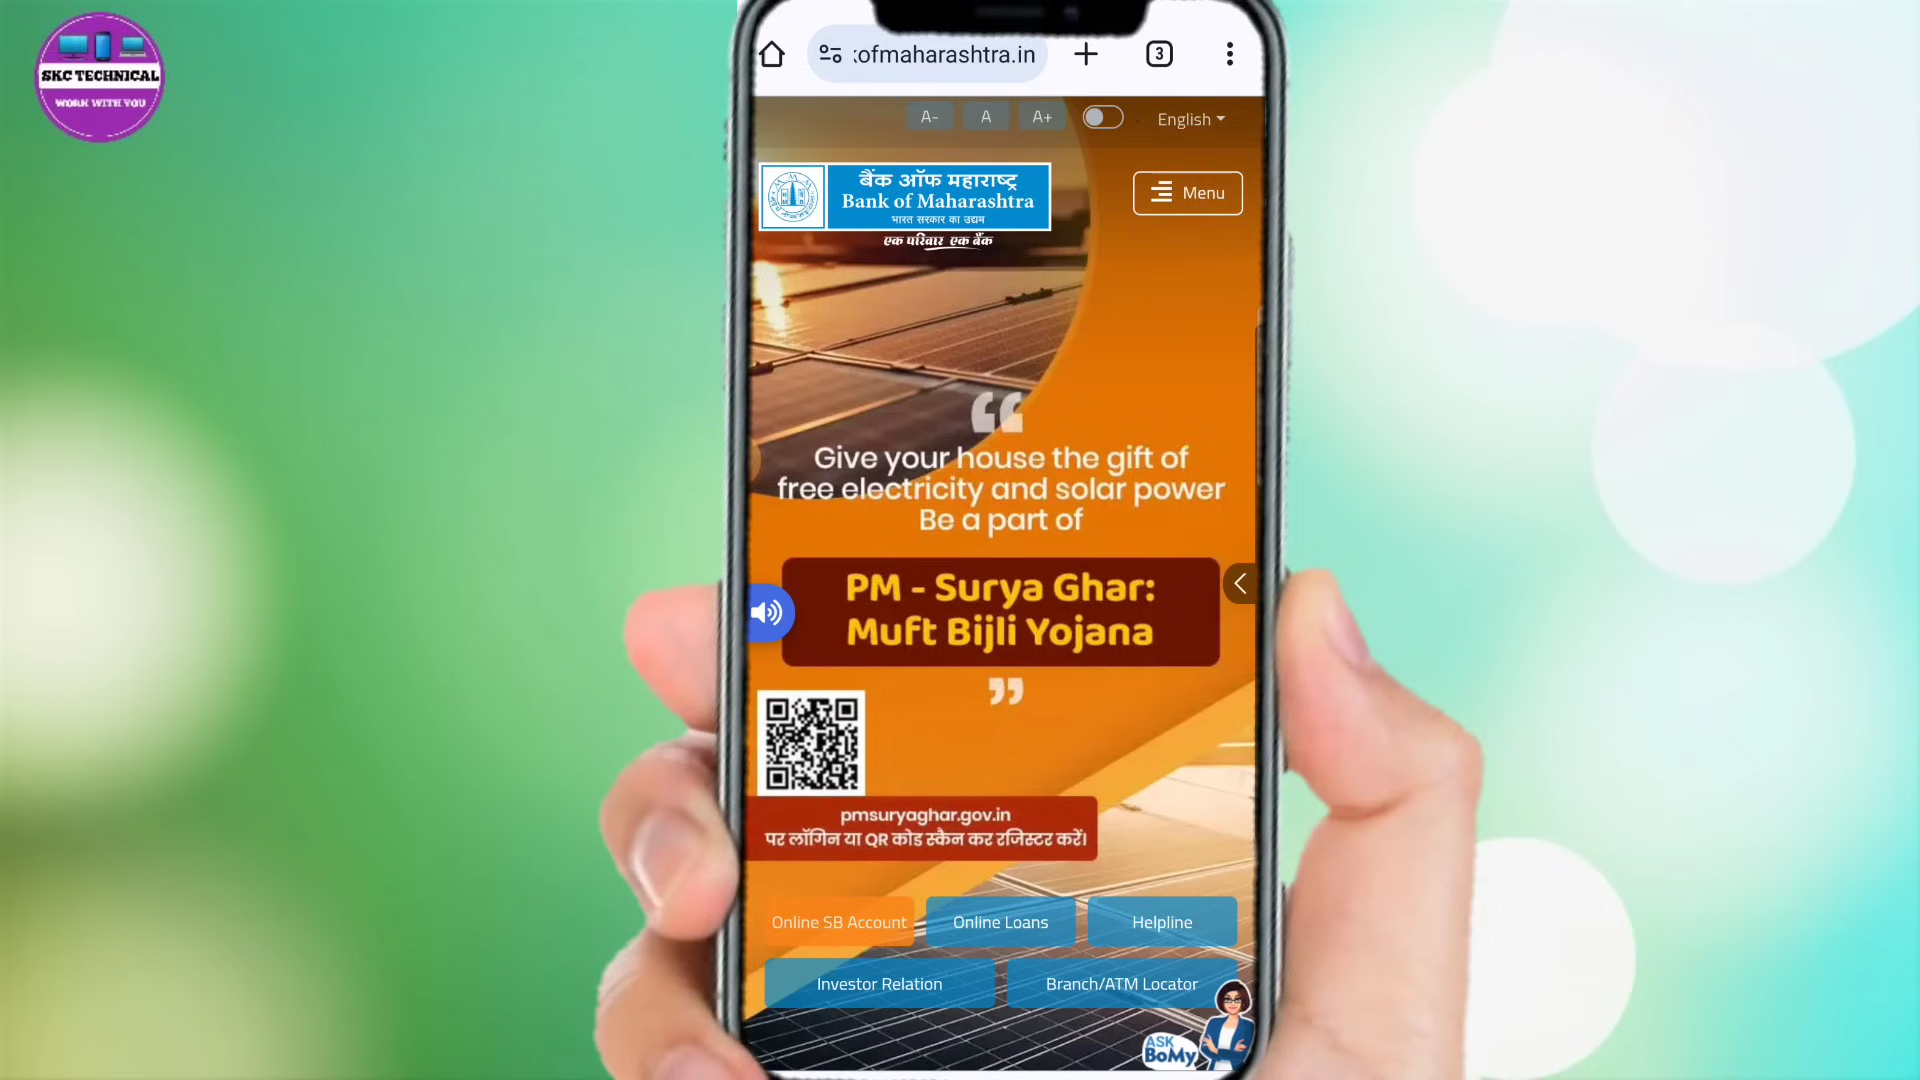 SKC TECHNICAL
WORK WITH YOU
kofmaharashtra.in
3
A-
A
A+
English
बैंक ऑफ महाराष्ट्र
Bank of Maharashtra
भारत सरकार का उद्यम
एक परिवार एक बैंक
Menu
“
Give your house the gift of
free electricity and solar power
Be a part of
PM - Surya Ghar:
Muft Bijli Yojana
”
pmsuryaghar.gov.in
पर लॉगिन या QR कोड स्कैन कर रजिस्टर करें।
Online SB Account
Online Loans
Helpline
Investor Relation
Branch/ATM Locator
ASK
BoMy